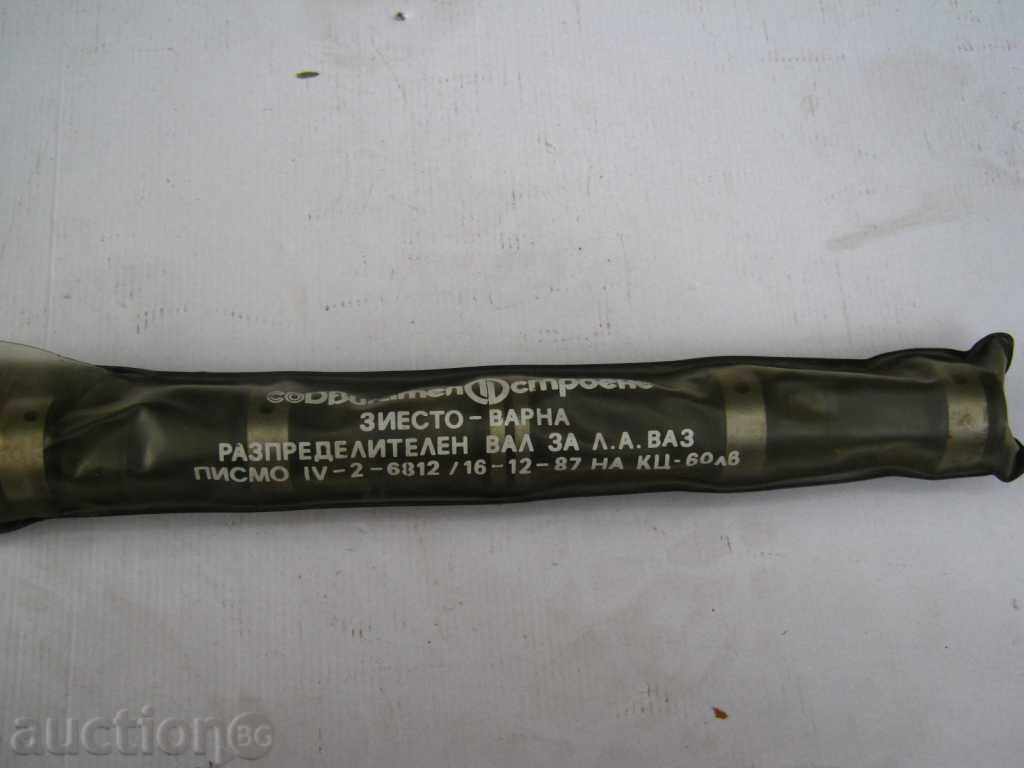 ЗИЕСТО - ВАРНА
РАЗПРЕДЕЛИТЕЛЕН ВАЛ ЗА Л.А. ВАЗ
ПИСМО IV-2-6812 / 16-12-87 НА КЦ-60лв
auction BG